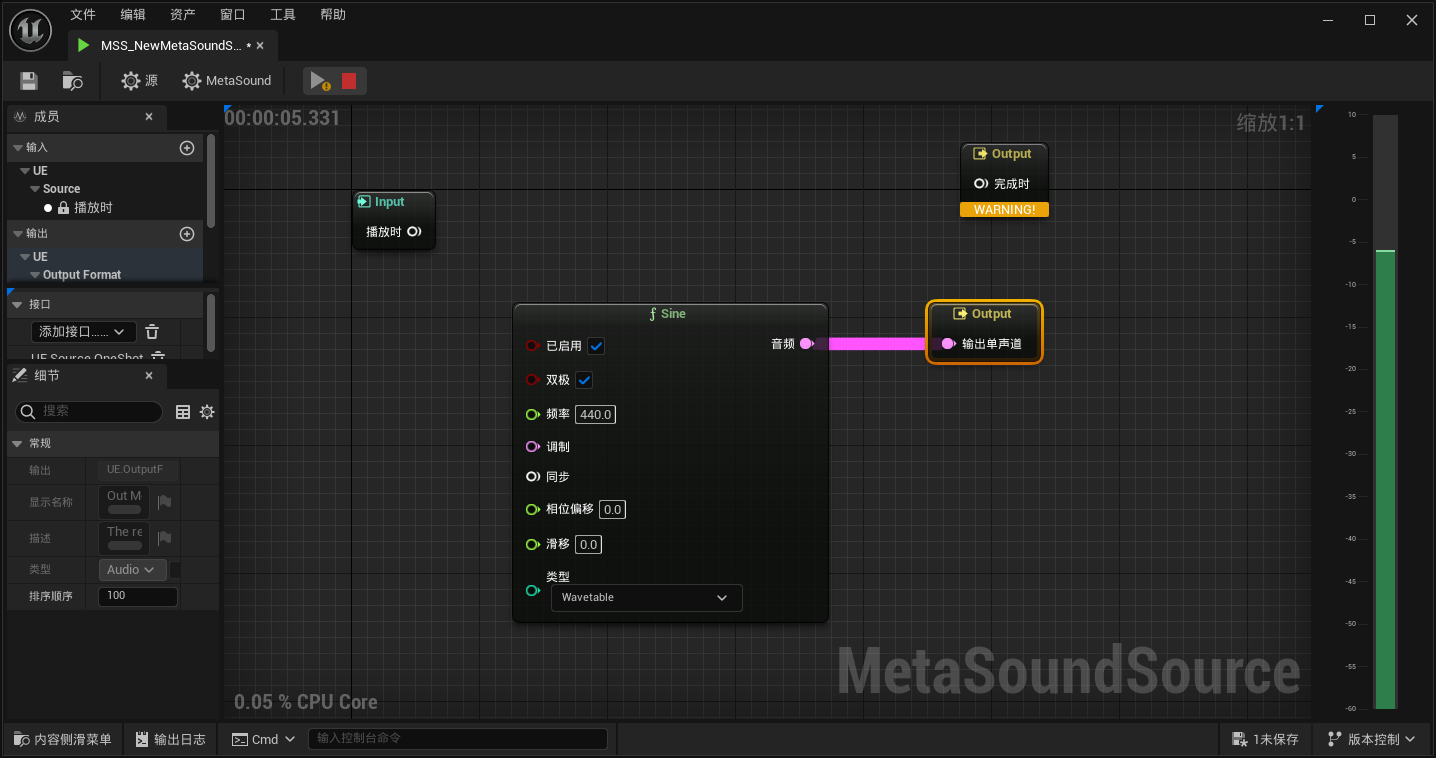 文件 编辑 资产 窗口 工具 帮助
MSS_NewMetaSoundS... *
源 MetaSound
成员
输入
UE
Source
播放时
输出
UE
Output Format
接口
添加接口......
UE.Source.OneShot
细节
搜索
常规
输出 UE.OutputF
显示名称 Out M
描述 The re
类型 Audio
排序顺序 100
00:00:05.331
缩放1:1
Input
播放时
Output
完成时
WARNING!
Sine
已启用
双极
频率 440.0
调制
同步
相位偏移 0.0
滑移 0.0
类型
Wavetable
音频
Output
输出单声道
MetaSoundSource
0.05 % CPU Core
10
5
0
-5
-10
-15
-20
-25
-30
-35
-40
-45
-50
-55
-60
内容侧滑菜单 输出日志 Cmd 输入控制台命令 1未保存 版本控制